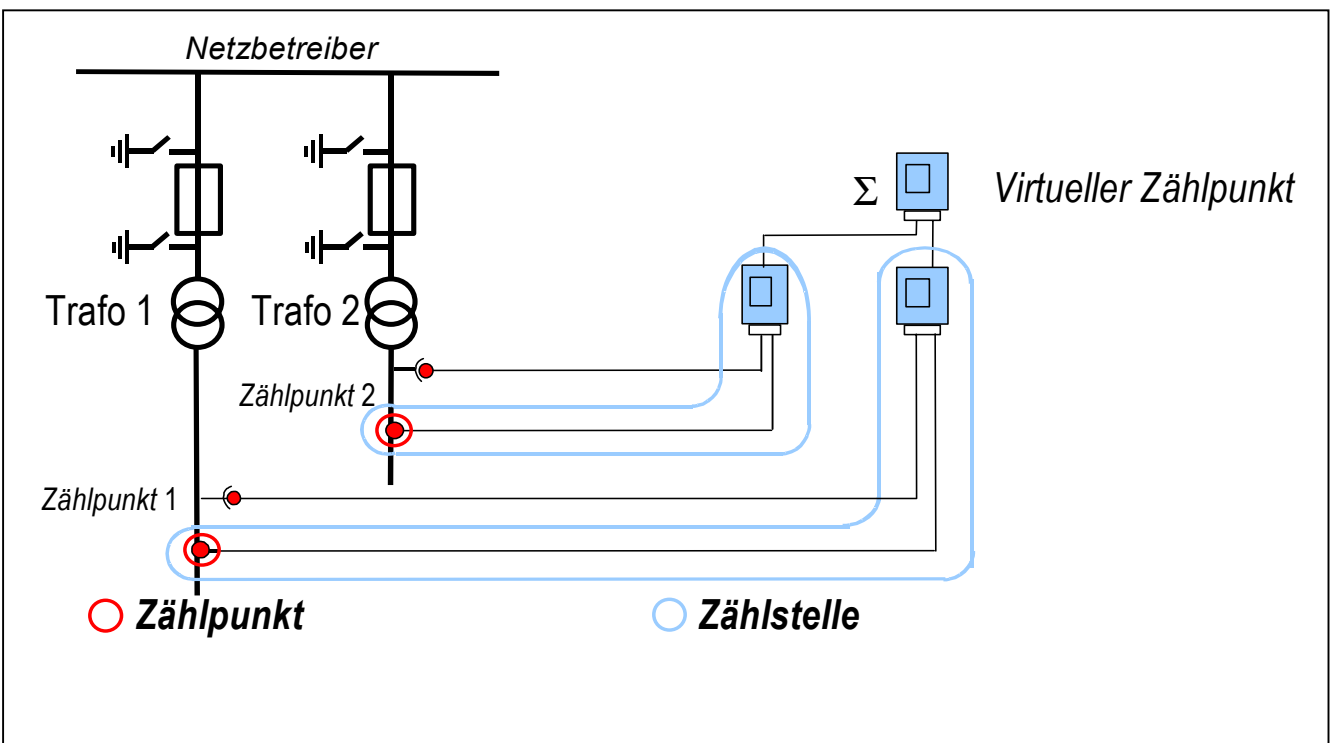 Netzbetreiber
Σ
Virtueller Zählpunkt
Trafo 1
Trafo 2
Zählpunkt 2
Zählpunkt 1
Zählpunkt
Zählstelle